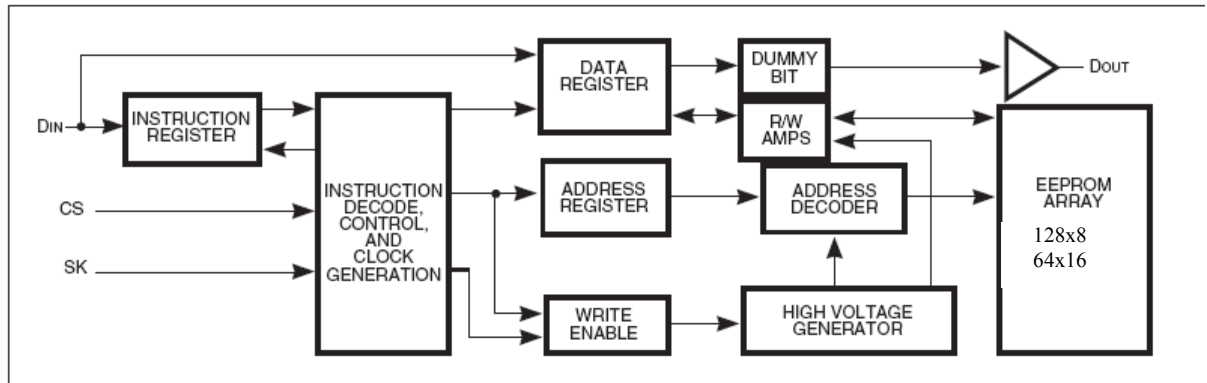 DIN
INSTRUCTION
REGISTER
CS
SK
INSTRUCTION
DECODE,
CONTROL,
AND
CLOCK
GENERATION
DATA
REGISTER
ADDRESS
REGISTER
WRITE
ENABLE
DUMMY
BIT
R/W
AMPS
ADDRESS
DECODER
HIGH VOLTAGE
GENERATOR
DOUT
EEPROM
ARRAY
128x8
64x16